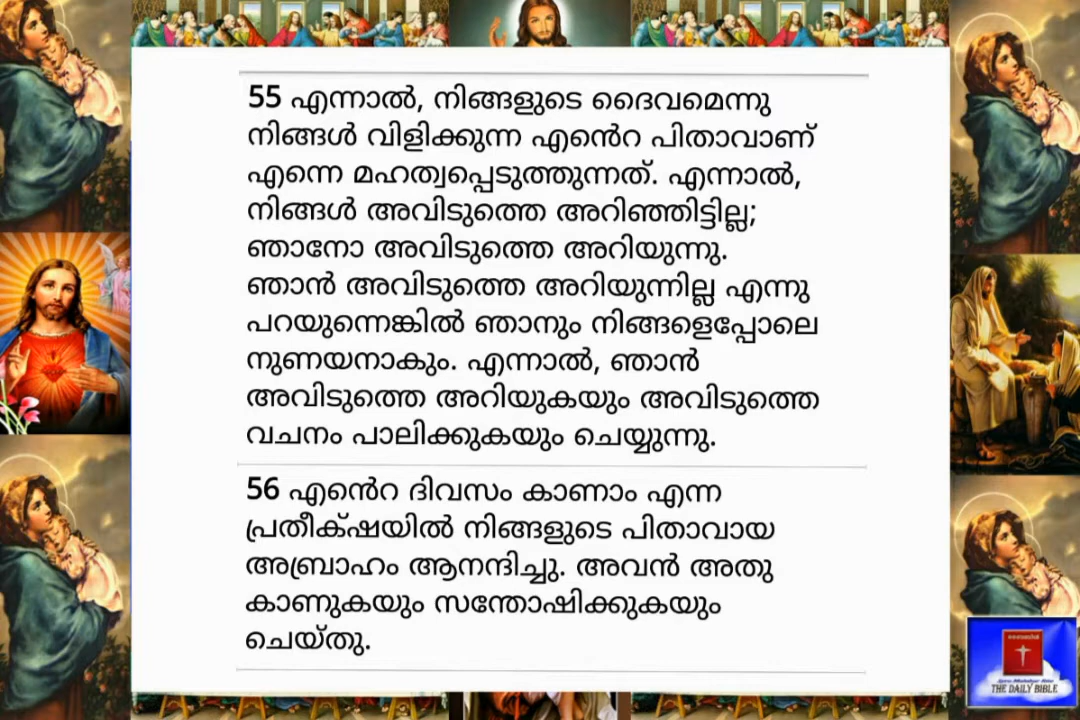 55 എന്നാൽ, നിങ്ങളുടെ ദൈവമെന്നു
നിങ്ങൾ വിളിക്കുന്ന എൻെറ പിതാവാണ്
എന്നെ മഹത്വപ്പെടുത്തുന്നത്. എന്നാൽ,
നിങ്ങൾ അവിടുത്തെ അറിഞ്ഞിട്ടില്ല;
ഞാനോ അവിടുത്തെ അറിയുന്നു.
ഞാൻ അവിടുത്തെ അറിയുന്നില്ല എന്നു
പറയുന്നെങ്കിൽ ഞാനും നിങ്ങളെപ്പോലെ
നുണയനാകും. എന്നാൽ, ഞാൻ
അവിടുത്തെ അറിയുകയും അവിടുത്തെ
വചനം പാലിക്കുകയും ചെയ്യുന്നു.
56 എൻെറ ദിവസം കാണാം എന്ന
പ്രതീക്‌ഷയിൽ നിങ്ങളുടെ പിതാവായ
അബ്രാഹം ആനന്ദിച്ചു. അവൻ അതു
കാണുകയും സന്തോഷിക്കുകയും
ചെയ്തു.
THE DAILY BIBLE